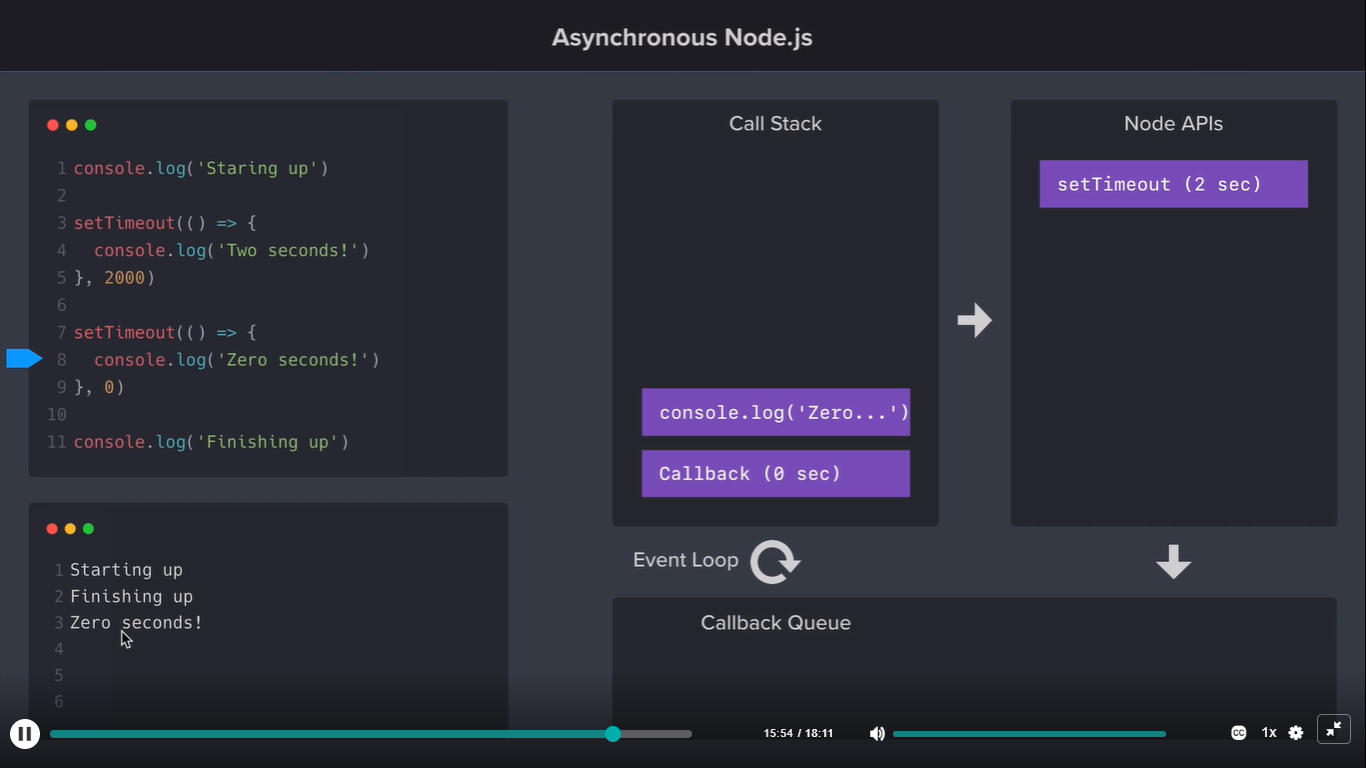 Asynchronous Node.js
1 console.log('Staring up')
2
3 setTimeout(() => {
4 console.log('Two seconds!')
5 }, 2000)
6
7 setTimeout(() => {
8 console.log('Zero seconds!')
9 }, 0)
10
11 console.log('Finishing up')
1 Starting up
2 Finishing up
3 Zero seconds!
4
5
6
Call Stack
console.log('Zero...')
Callback (0 sec)
Node APIs
setTimeout (2 sec)
Event Loop
Callback Queue
15:54 / 18:11
CC
1x